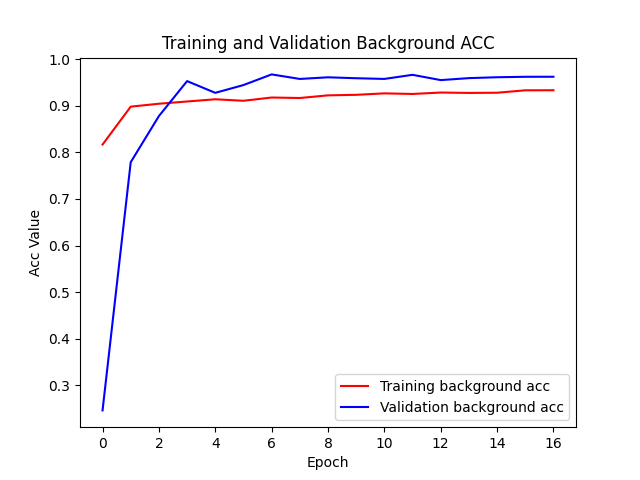 Training and Validation Background ACC
1.0
0.9
0.8
0.7
0.6
0.5
0.4
0.3
Acc Value
Training background acc
Validation background acc
0 2 4 6 8 10 12 14 16
Epoch